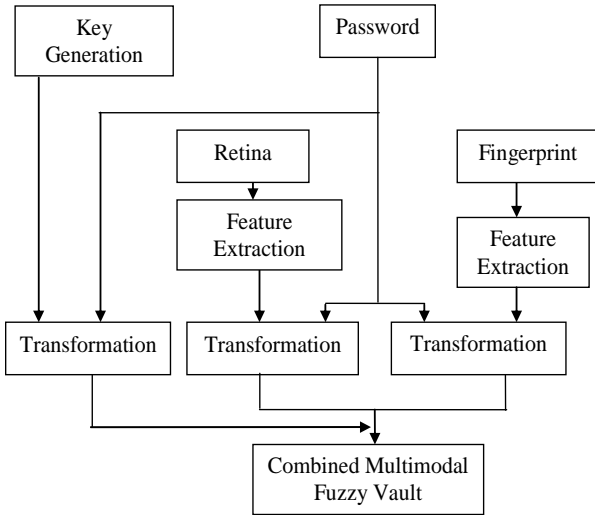 Key
Generation
Password
Retina
Fingerprint
Feature
Extraction
Feature
Extraction
Transformation
Transformation
Transformation
Combined Multimodal
Fuzzy Vault